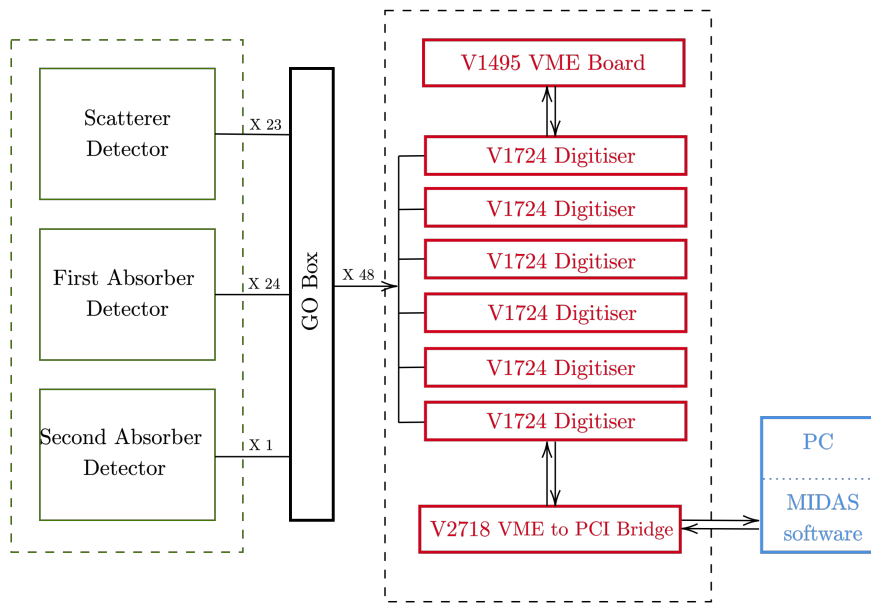 Scatterer
Detector
X 23
First Absorber
Detector
X 24
Second Absorber
Detector
X 1
GO Box
X 48
V1495 VME Board
V1724 Digitiser
V1724 Digitiser
V1724 Digitiser
V1724 Digitiser
V1724 Digitiser
V1724 Digitiser
V2718 VME to PCI Bridge
PC
MIDAS
software